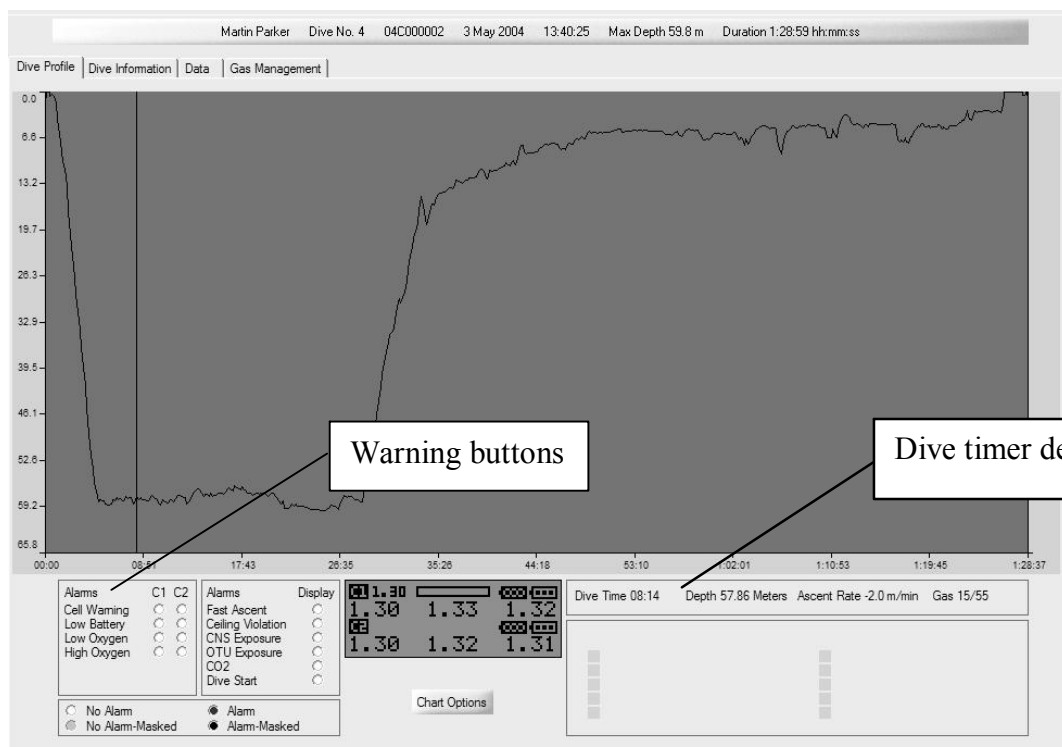 Martin Parker Dive No. 4 04C000002 3 May 2004 13:40:25 Max Depth 59.8 m Duration 1:28:59 hh:mm:ss
Dive Profile Dive Information Data Gas Management
0.0
6.6
13.2
19.7
26.3
32.9
39.5
46.1
52.6
59.2
65.8
Warning buttons
Dive timer de
00:00 08:51 17:43 26:35 35:26 44:18 53:10 1:02:01 1:10:53 1:19:45 1:28:37
Alarms C1 C2
Cell Warning
Low Battery
Low Oxygen
High Oxygen
Alarms Display
Fast Ascent
Ceiling Violation
CNS Exposure
OTU Exposure
CO2
Dive Start
C1 1.30
1.30 1.33 1.32
C2
1.30 1.32 1.31
Dive Time 08:14 Depth 57.86 Meters Ascent Rate -2.0 m/min Gas 15/55
Chart Options
No Alarm Alarm
No Alarm-Masked Alarm-Masked